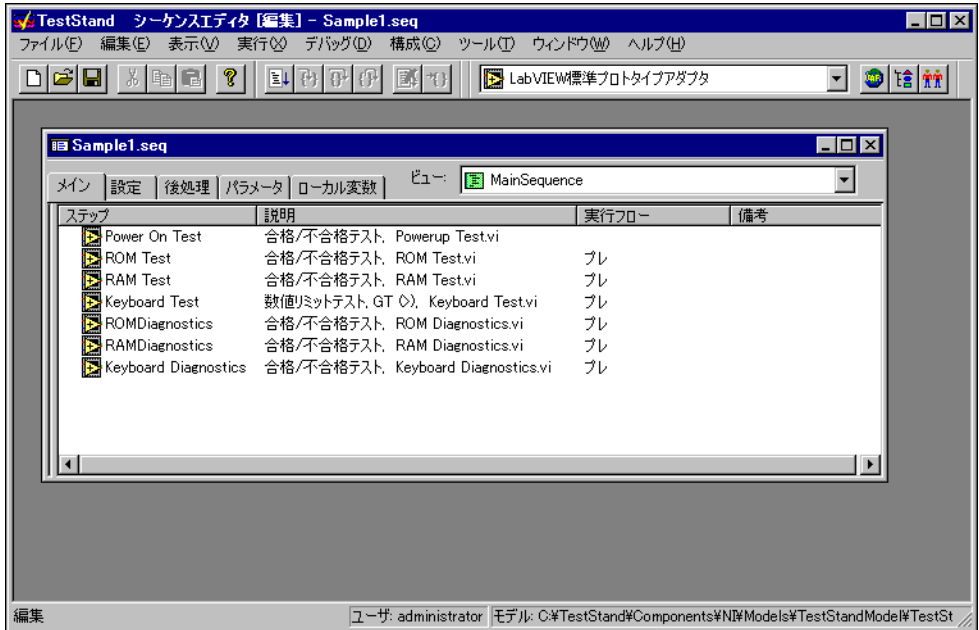 TestStand シーケンスエディタ [編集] - Sample1.seq
ファイル(F) 編集(E) 表示(V) 実行(X) デバッグ(D) 構成(C) ツール(T) ウィンドウ(W) ヘルプ(H)
LabVIEW標準プロトタイプアダプタ
Sample1.seq
メイン 設定 後処理 パラメータ ローカル変数 ビュー: MainSequence
ステップ 説明 実行フロー 備考
Power On Test 合格/不合格テスト, Powerup Test.vi
ROM Test 合格/不合格テスト, ROM Test.vi プレ
RAM Test 合格/不合格テスト, RAM Test.vi プレ
Keyboard Test 数値リミットテスト, GT (>), Keyboard Test.vi プレ
ROMDiagnostics 合格/不合格テスト, ROM Diagnostics.vi プレ
RAMDiagnostics 合格/不合格テスト, RAM Diagnostics.vi プレ
Keyboard Diagnostics 合格/不合格テスト, Keyboard Diagnostics.vi プレ
編集 ユーザ: administrator モデル: C:¥TestStand¥Components¥NI¥Models¥TestStandModel¥TestSt